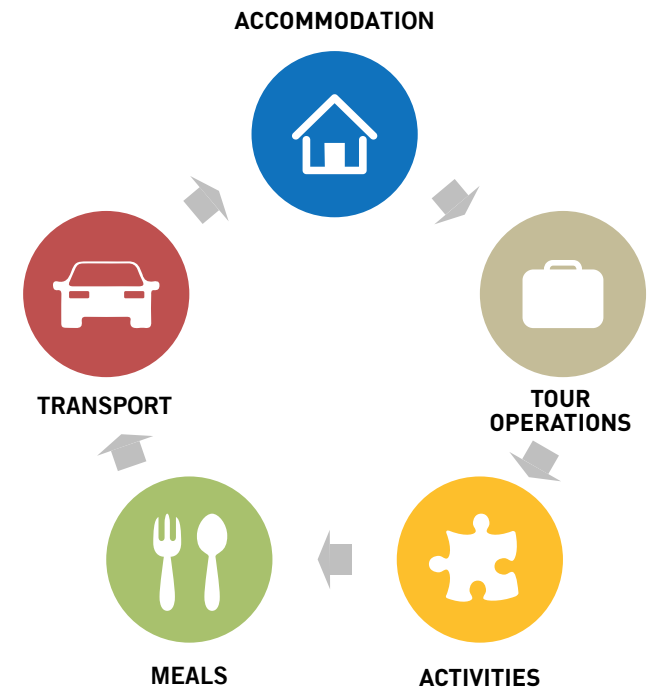 ACCOMMODATION
TOUR
OPERATIONS
ACTIVITIES
MEALS
TRANSPORT